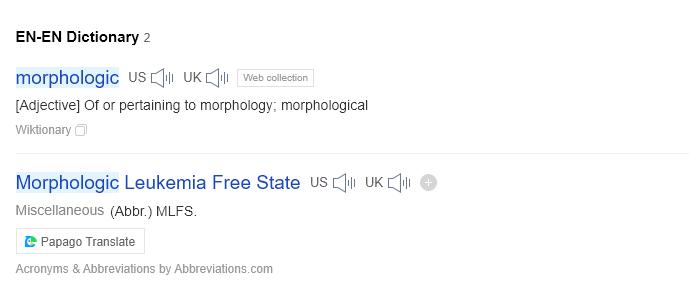 EN-EN Dictionary 2
morphologic US UK Web collection
[Adjective] Of or pertaining to morphology; morphological
Wiktionary
Morphologic Leukemia Free State US UK
Miscellaneous (Abbr.) MLFS.
Papago Translate
Acronyms & Abbreviations by Abbreviations.com